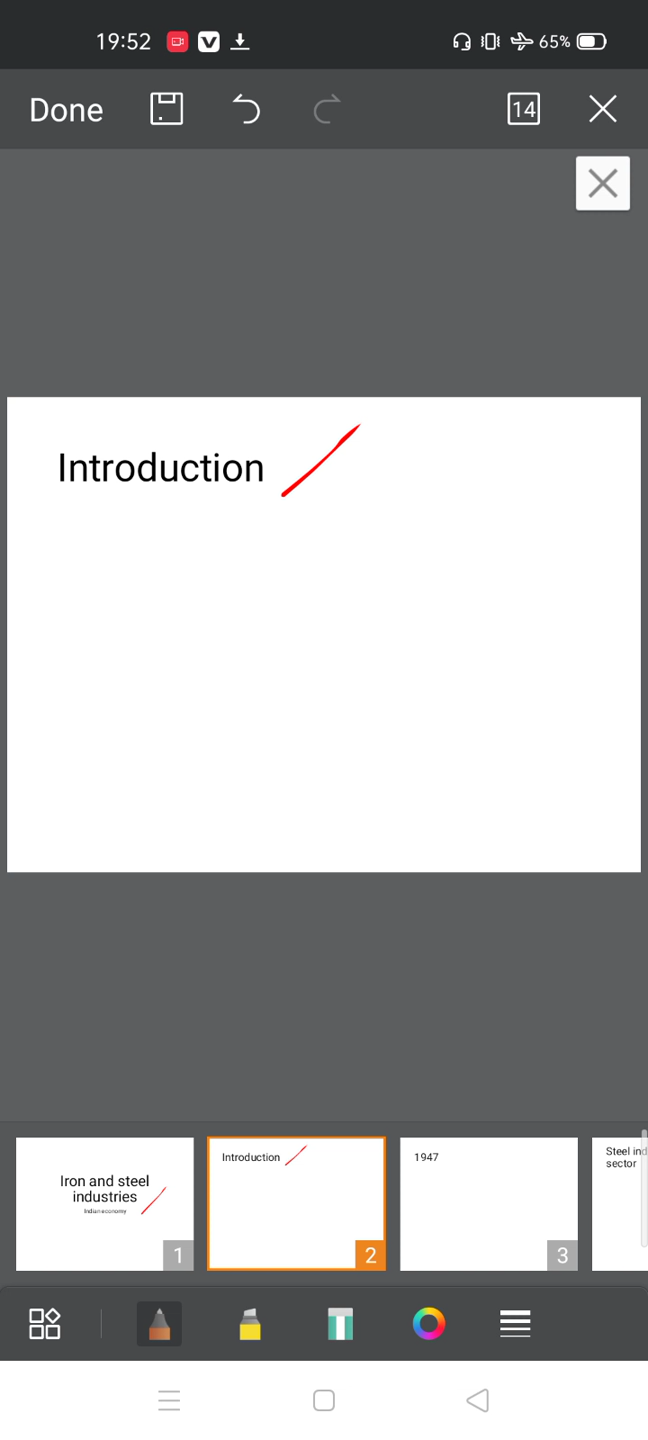 19:52
65%
Done
14
Introduction
Iron and steel
industries
Indian economy
1
Introduction
2
1947
3
Steel ind
sector